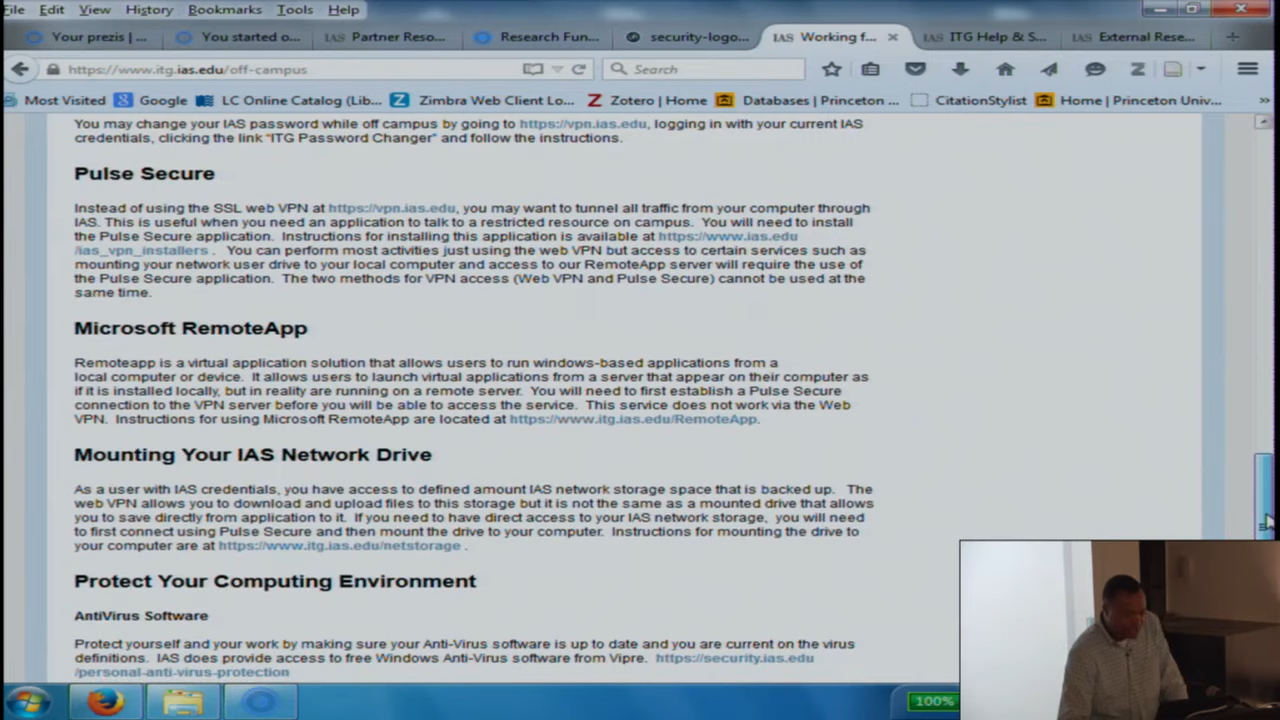 File Edit View History Bookmarks Tools Help
Your prezis | ... You started o... IAS Partner Reso... Research Fun... security-logo... IAS Working f... × IAS ITG Help & S... IAS External Rese... +
https://www.itg.ias.edu/off-campus Search
Most Visited Google LC Online Catalog (Lib... Zimbra Web Client Lo... Zotero | Home Databases | Princeton ... CitationStylist Home | Princeton Univ... »
You may change your IAS password while off campus by going to https://vpn.ias.edu, logging in with your current IAS
credentials, clicking the link "ITG Password Changer" and follow the instructions.
Pulse Secure
Instead of using the SSL web VPN at https://vpn.ias.edu, you may want to tunnel all traffic from your computer through
IAS. This is useful when you need an application to talk to a restricted resource on campus. You will need to install
the Pulse Secure application. Instructions for installing this application is available at https://www.ias.edu
/ias_vpn_installers . You can perform most activities just using the web VPN but access to certain services such as
mounting your network user drive to your local computer and access to our RemoteApp server will require the use of
the Pulse Secure application. The two methods for VPN access (Web VPN and Pulse Secure) cannot be used at the
same time.
Microsoft RemoteApp
Remoteapp is a virtual application solution that allows users to run windows-based applications from a
local computer or device. It allows users to launch virtual applications from a server that appear on their computer as
if it is installed locally, but in reality are running on a remote server. You will need to first establish a Pulse Secure
connection to the VPN server before you will be able to access the service. This service does not work via the Web
VPN. Instructions for using Microsoft RemoteApp are located at https://www.itg.ias.edu/RemoteApp.
Mounting Your IAS Network Drive
As a user with IAS credentials, you have access to defined amount IAS network storage space that is backed up. The
web VPN allows you to download and upload files to this storage but it is not the same as a mounted drive that allows
you to save directly from application to it. If you need to have direct access to your IAS network storage, you will need
to first connect using Pulse Secure and then mount the drive to your computer. Instructions for mounting the drive to
your computer are at https://www.itg.ias.edu/netstorage .
Protect Your Computing Environment
AntiVirus Software
Protect yourself and your work by making sure your Anti-Virus software is up to date and you are current on the virus
definitions. IAS does provide access to free Windows Anti-Virus software from Vipre. https://security.ias.edu
/personal-anti-virus-protection
100%